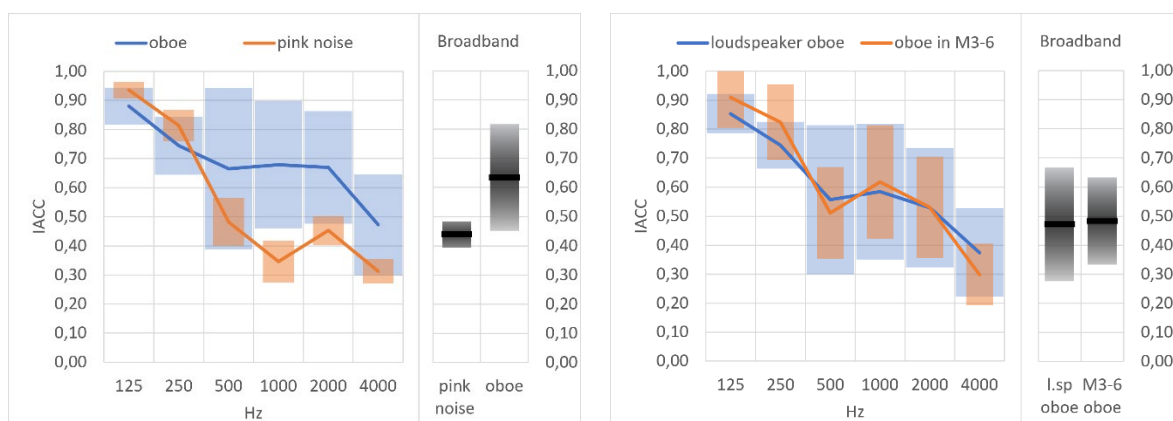 oboe pink noise Broadband
1,00 1,00
0,90 0,90
0,80 0,80
0,70 0,70
0,60 0,60
0,50 0,50
0,40 0,40
0,30 0,30
0,20 0,20
0,10 0,10
0,00 0,00
IACC
125 250 500 1000 2000 4000
Hz
pink noise
oboe
loudspeaker oboe oboe in M3-6 Broadband
1,00 1,00
0,90 0,90
0,80 0,80
0,70 0,70
0,60 0,60
0,50 0,50
0,40 0,40
0,30 0,30
0,20 0,20
0,10 0,10
0,00 0,00
IACC
125 250 500 1000 2000 4000
Hz
l.sp M3-6
oboe oboe